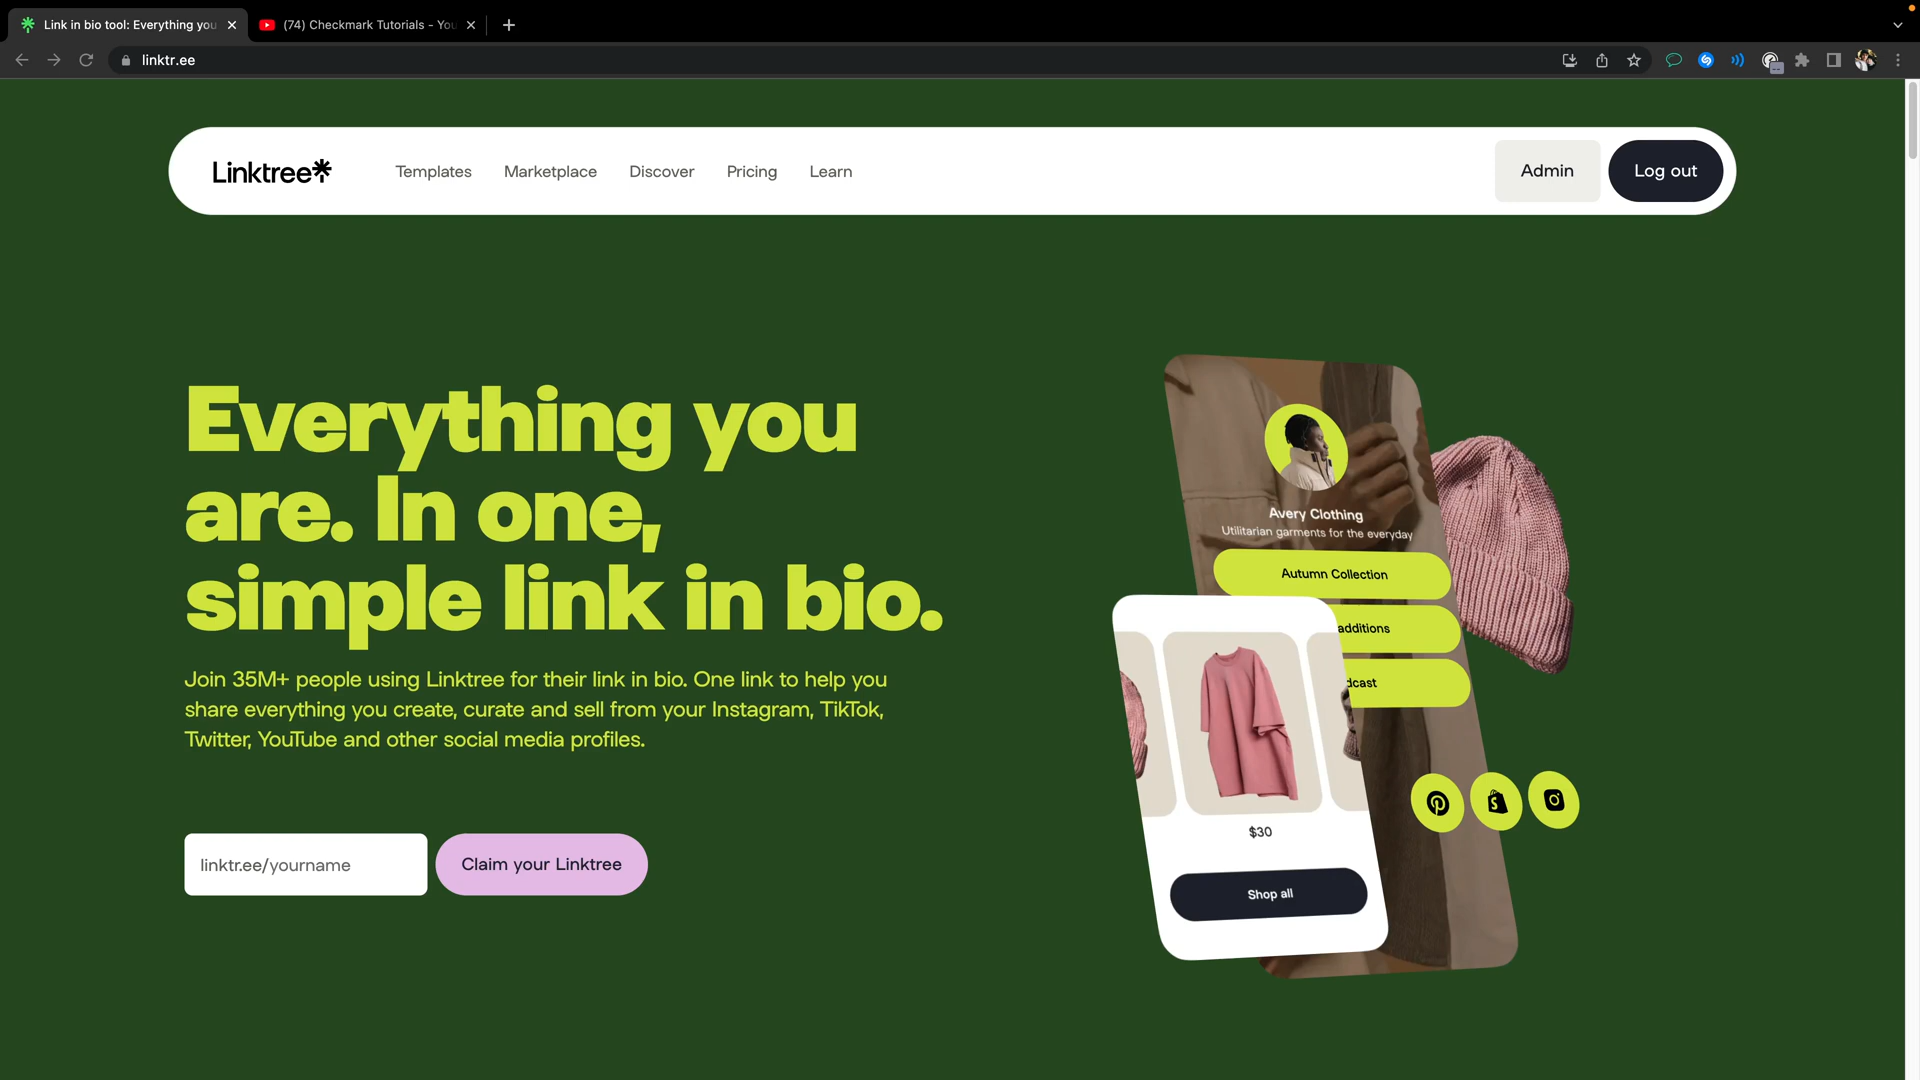 Link in bio tool: Everything you
(74) Checkmark Tutorials - You
linktr.ee
Linktree
Templates
Marketplace
Discover
Pricing
Learn
Admin
Log out
Everything you
are. In one,
simple link in bio.
Join 35M+ people using Linktree for their link in bio. One link to help you
share everything you create, curate and sell from your Instagram, TikTok,
Twitter, YouTube and other social media profiles.
linktr.ee/yourname
Claim your Linktree
Avery Clothing
Utilitarian garments for the everyday
Autumn Collection
additions
dcast
$30
Shop all